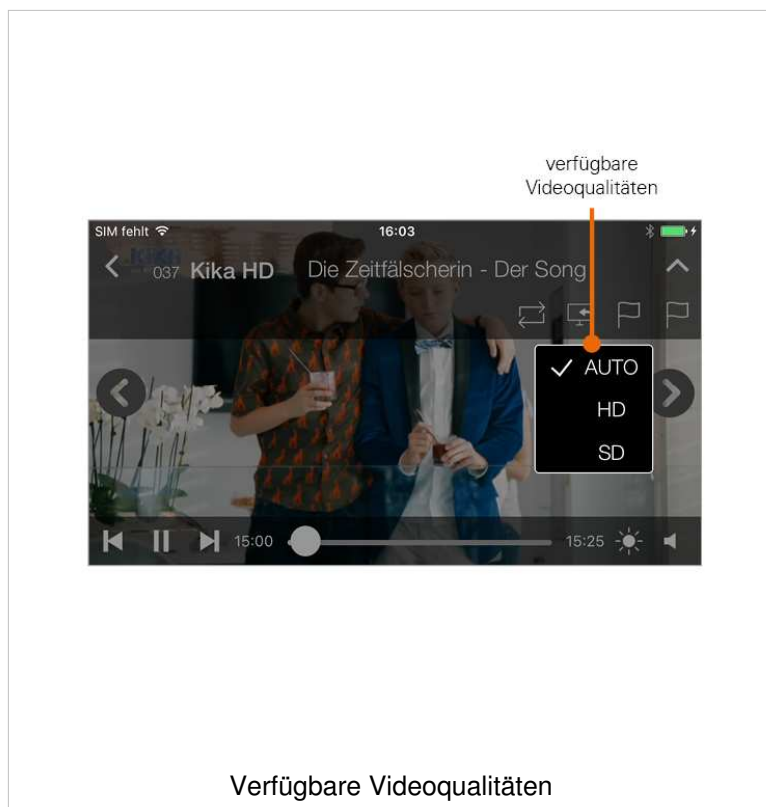 verfügbare
Videoqualitäten
SIM fehlt 16:03
037 Kika HD Die Zeitfälscherin - Der Song
AUTO
HD
SD
15:00 15:25
Verfügbare Videoqualitäten